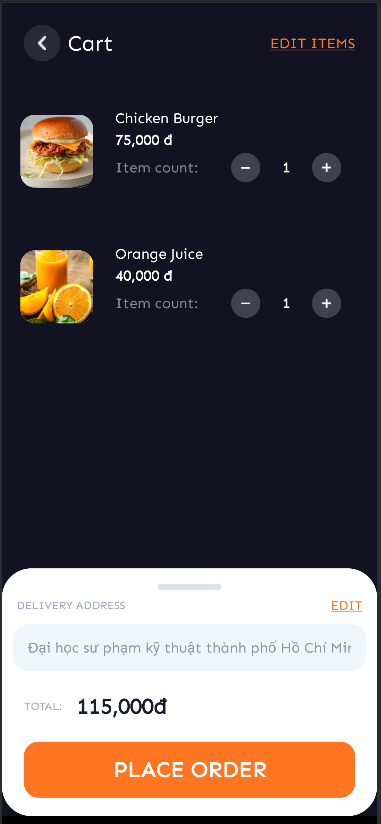 Cart
EDIT ITEMS
Chicken Burger
75,000 đ
Item count:
1
Orange Juice
40,000 đ
Item count:
1
DELIVERY ADDRESS
EDIT
Đại học sư phạm kỹ thuật thành phố Hồ Chí Mir
TOTAL:
115,000đ
PLACE ORDER